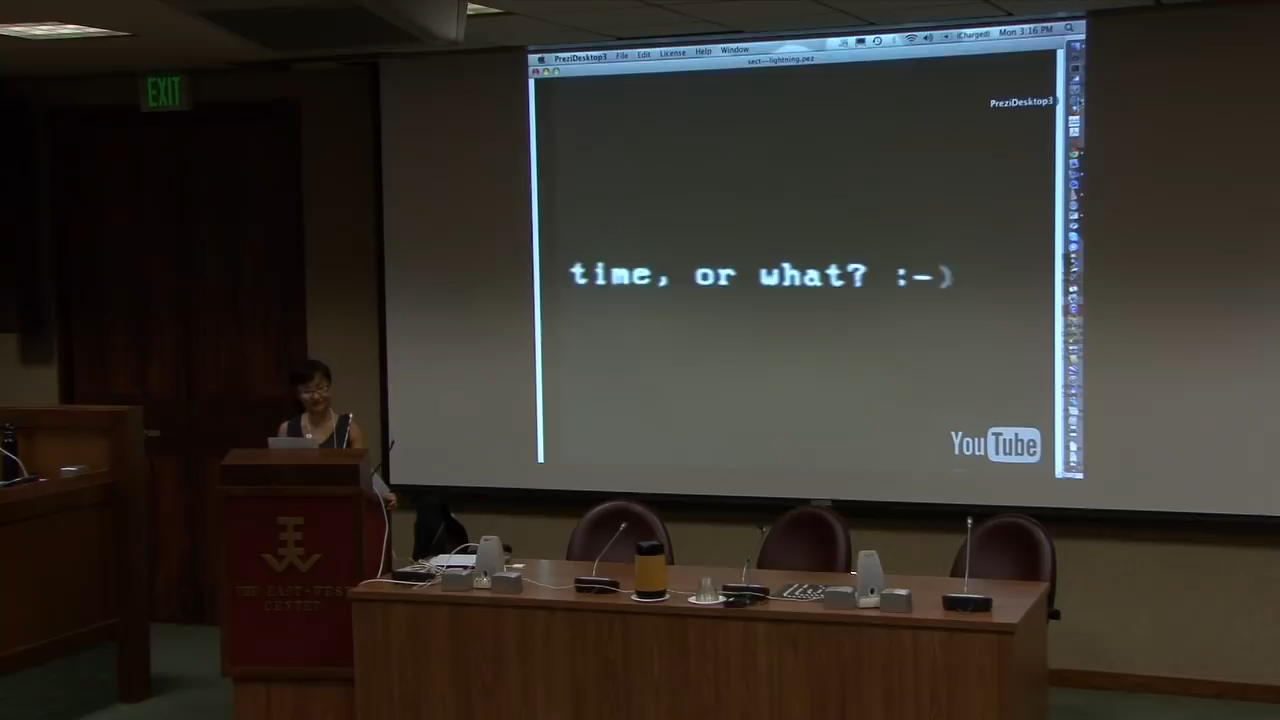 EXIT
PreziDesktop3 File Edit License Help Window
(Charged) Mon 3:16 PM
sect--lightning.pez
PreziDesktop3
time, or what? :-)
YouTube
THE EAST-WEST
CENTER